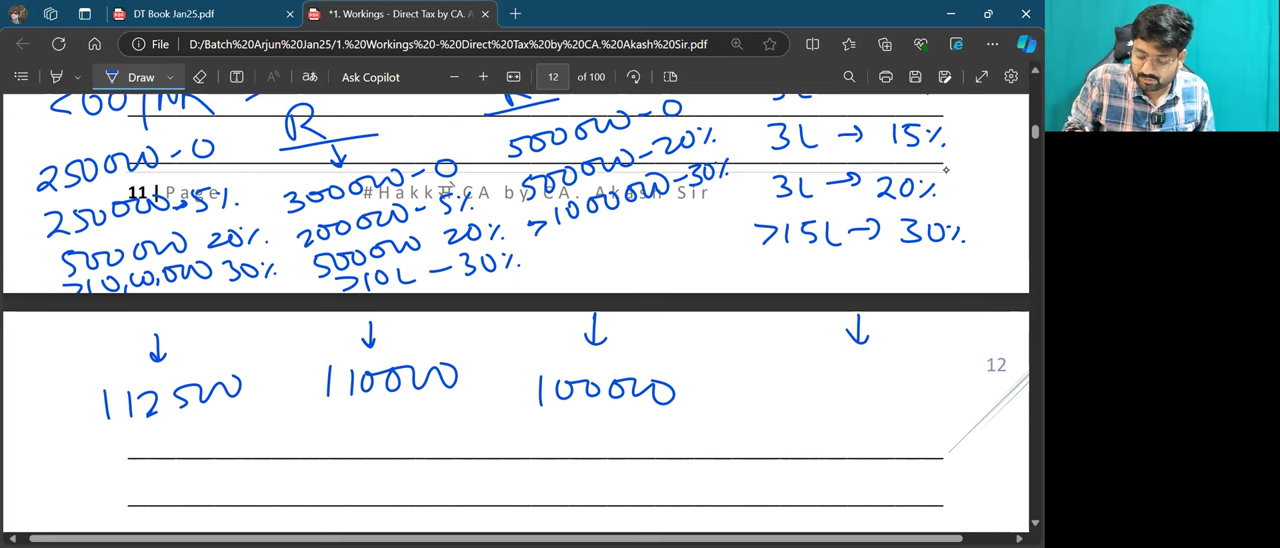 DT Book Jan25.pdf
*1. Workings - Direct Tax by CA. A
File
D:/Batch%20Arjun%20Jan25/1.%20Workings%20-%20Direct%20Tax%20by%20CA.%20Akash%20Sir.pdf
Draw
Ask Copilot
12 of 100
R
250000-0
250000→5%
500000 20%
>10,00,000 30%
300000-0
200000-5%
500000 20%
>10L - 30%
500000-0
500000-20%
>1000000-30%
3L → 15%
3L → 20%
>15L → 30%
11 | Page
#Hakkसे CA by CA. Akash Sir
112500
110000
100000
12